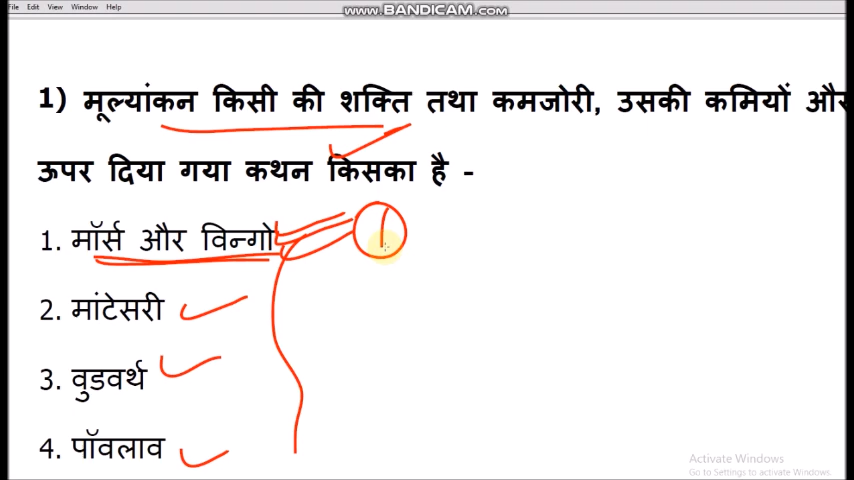 File Edit View Window Help
www.BANDICAM.com
1) मूल्यांकन किसी की शक्ति तथा कमजोरी, उसकी कमियों और
ऊपर दिया गया कथन किसका है -
1. मॉर्स और विन्गो
1
2. मांटेसरी
3. वुडवर्थ
4. पॉवलाव
Activate Windows
Go to Settings to activate Windows.